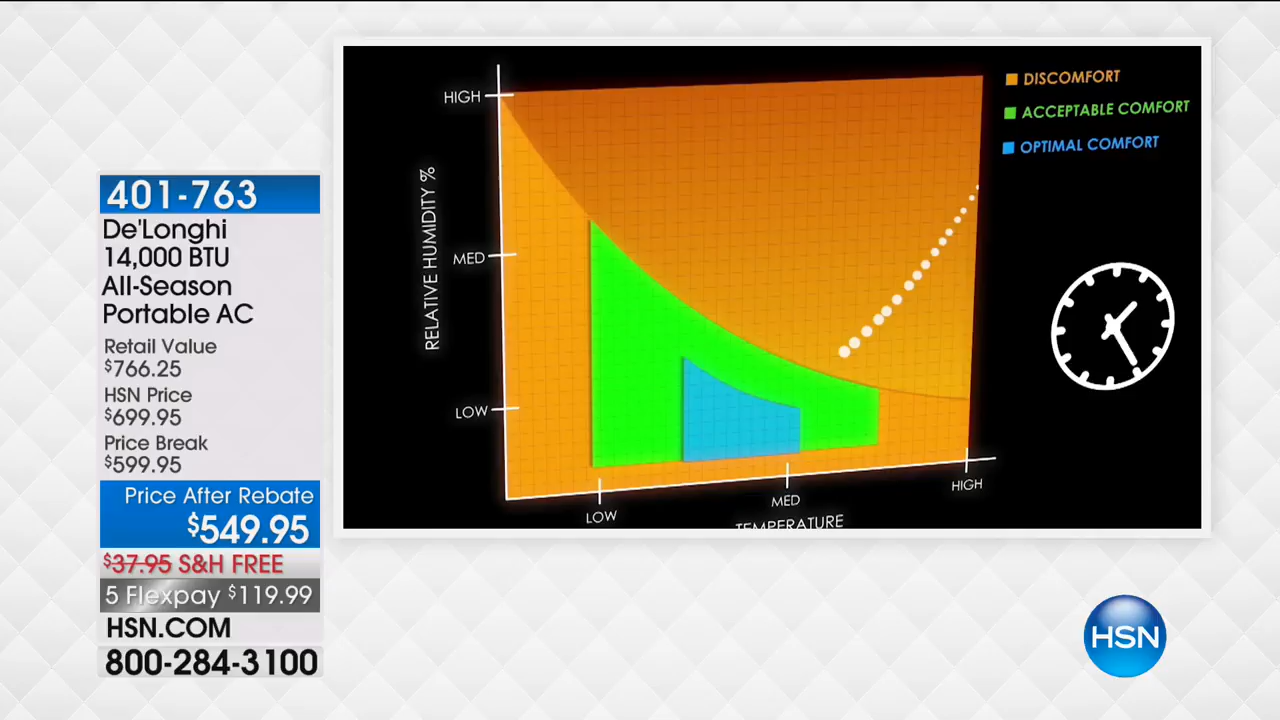 401-763
De'Longhi
14,000 BTU
All-Season
Portable AC
Retail Value
$766.25
HSN Price
$699.95
Price Break
$599.95
Price After Rebate
$549.95
$37.95 S&H FREE
5 Flexpay $119.99
HSN.COM
800-284-3100
HIGH
MED
LOW
RELATIVE HUMIDITY %
LOW
MED
HIGH
TEMPERATURE
DISCOMFORT
ACCEPTABLE COMFORT
OPTIMAL COMFORT
HSN